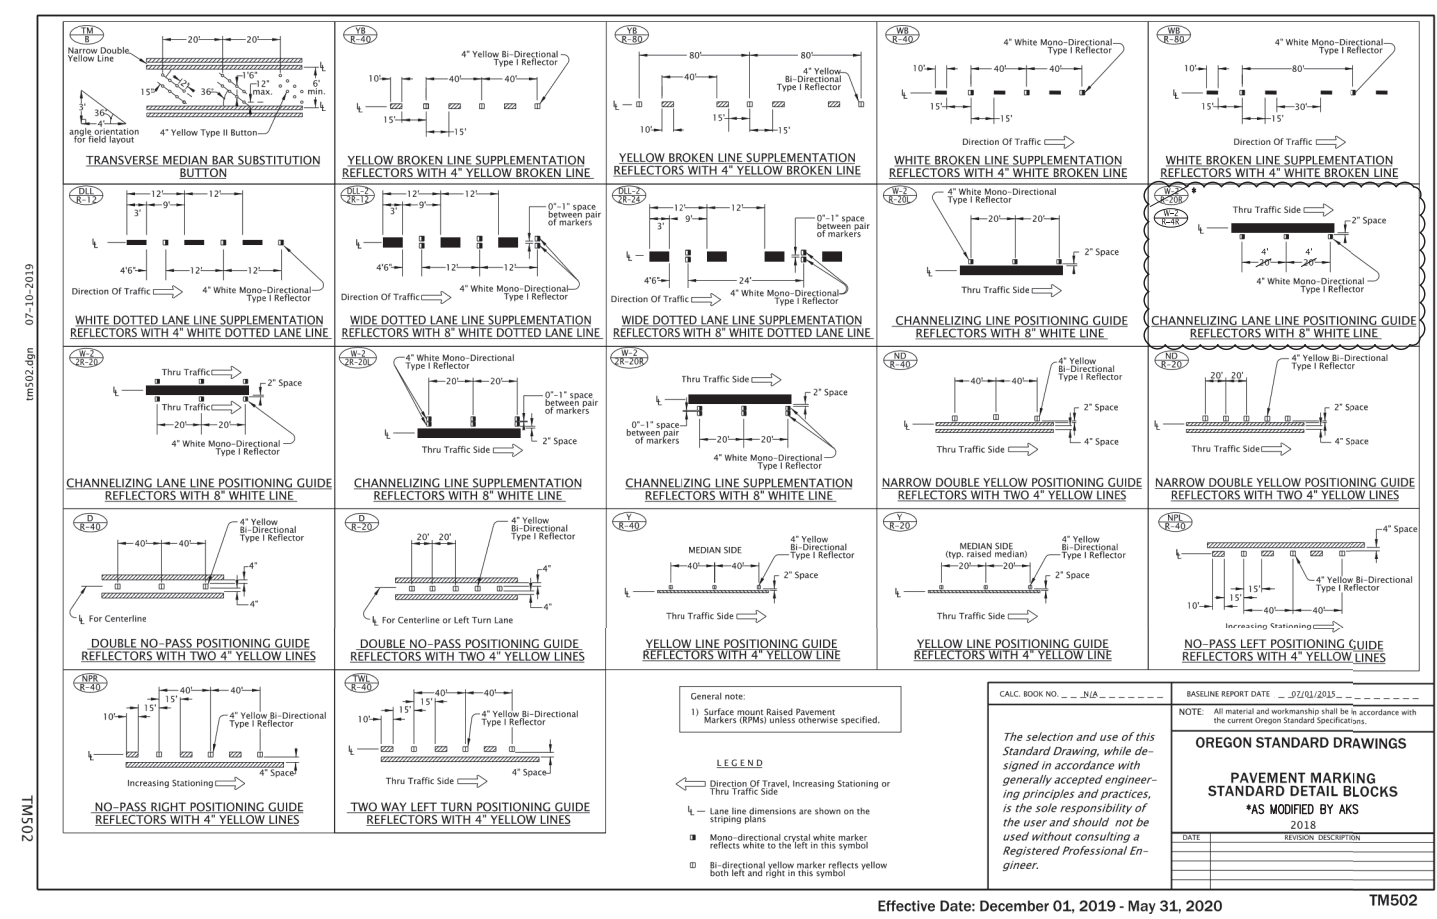 TM
B
Narrow Double
Yellow Line
20'
20'
15"
12'
36°
1'6"
12"
max.
6'
min.
3'
36°
4'
angle orientation
for field layout
4" Yellow Type II Button
TRANSVERSE MEDIAN BAR SUBSTITUTION
BUTTON
YB
R-40
4" Yellow Bi-Directional
Type I Reflector
10'
40'
40'
15'
15'
YELLOW BROKEN LINE SUPPLEMENTATION
REFLECTORS WITH 4" YELLOW BROKEN LINE
YB
R-80
80'
80'
40'
4" Yellow
Bi-Directional
Type I Reflector
10'
15'
15'
YELLOW BROKEN LINE SUPPLEMENTATION
REFLECTORS WITH 4" YELLOW BROKEN LINE
WB
R-40
4" White Mono-Directional
Type I Reflector
10'
40'
40'
15'
15'
Direction of Traffic
WHITE BROKEN LINE SUPPLEMENTATION
REFLECTORS WITH 4" WHITE BROKEN LINE
WB
R-80
4" White Mono-Directional
Type I Reflector
10'
80'
15'
30'
15'
Direction of Traffic
WHITE BROKEN LINE SUPPLEMENTATION
REFLECTORS WITH 4" WHITE BROKEN LINE
DLL
R-12
12'
12'
3'
9'
4'6"
12'
12'
Direction Of Traffic
4" White Mono-Directional
Type I Reflector
WHITE DOTTED LANE LINE SUPPLEMENTATION
REFLECTORS WITH 4" WHITE DOTTED LANE LINE
DLL-2
2R-12
12'
12'
3'
9'
0"-1" space
between pair
of markers
4'6"
12'
12'
4" White Mono-Directional
Type I Reflector
Direction Of Traffic
WIDE DOTTED LANE LINE SUPPLEMENTATION
REFLECTORS WITH 8" WHITE DOTTED LANE LINE
DLL-2
2R-24
12'
12'
3'
9'
0"-1" space
between pair
of markers
4'6"
24'
4" White Mono-Directional
Type I Reflector
Direction Of Traffic
WIDE DOTTED LANE LINE SUPPLEMENTATION
REFLECTORS WITH 8" WHITE DOTTED LANE LINE
W-2
R-20L
4" White Mono-Directional
Type I Reflector
20'
20'
2" Space
Thru Traffic Side
CHANNELIZING LINE POSITIONING GUIDE
REFLECTORS WITH 8" WHITE LINE
W-2
R-20R
*
W-2
R-4R
Thru Traffic Side
2" Space
4'
4'
20'
20'
4" White Mono-Directional
Type I Reflector
CHANNELIZING LANE LINE POSITIONING GUIDE
REFLECTORS WITH 8" WHITE LINE
W-2
2R-20
Thru Traffic
2" Space
Thru Traffic
20'
20'
4" White Mono-Directional
Type I Reflector
CHANNELIZING LANE LINE POSITIONING GUIDE
REFLECTORS WITH 8" WHITE LINE
W-2
2R-20L
4" White Mono-Directional
Type I Reflector
20'
20'
0"-1" space
between pair
of markers
2" Space
Thru Traffic Side
CHANNELIZING LINE SUPPLEMENTATION
REFLECTORS WITH 8" WHITE LINE
W-2
2R-20R
Thru Traffic Side
2" Space
0"-1" space
between pair
of markers
20'
20'
4" White Mono-Directional
Type I Reflector
CHANNELIZING LINE SUPPLEMENTATION
REFLECTORS WITH 8" WHITE LINE
ND
R-40
4" Yellow
Bi-Directional
Type I Reflector
40'
40'
2" Space
4" Space
Thru Traffic Side
NARROW DOUBLE YELLOW POSITIONING GUIDE
REFLECTORS WITH TWO 4" YELLOW LINES
ND
R-20
4" Yellow Bi-Directional
Type I Reflector
20'
20'
2" Space
4" Space
Thru Traffic Side
NARROW DOUBLE YELLOW POSITIONING GUIDE
REFLECTORS WITH TWO 4" YELLOW LINES
D
R-40
4" Yellow
Bi-Directional
Type I Reflector
40'
40'
4"
4"
For Centerline
DOUBLE NO-PASS POSITIONING GUIDE
REFLECTORS WITH TWO 4" YELLOW LINES
D
R-20
4" Yellow
Bi-Directional
Type I Reflector
20'
20'
4"
4"
For Centerline or Left Turn Lane
DOUBLE NO-PASS POSITIONING GUIDE
REFLECTORS WITH TWO 4" YELLOW LINES
Y
R-40
MEDIAN SIDE
4" Yellow
Bi-Directional
Type I Reflector
40'
40'
2" Space
Thru Traffic Side
YELLOW LINE POSITIONING GUIDE
REFLECTORS WITH 4" YELLOW LINE
Y
R-20
MEDIAN SIDE
(typ. raised median)
4" Yellow
Bi-Directional
Type I Reflector
20'
20'
2" Space
Thru Traffic Side
YELLOW LINE POSITIONING GUIDE
REFLECTORS WITH 4" YELLOW LINE
NPL
R-40
4" Space
4" Yellow Bi-Directional
Type I Reflector
15'
15'
10'
40'
40'
Increasing Stationing
NO-PASS LEFT POSITIONING GUIDE
REFLECTORS WITH 4" YELLOW LINES
NPR
R-40
40'
40'
15'
15'
10'
4" Yellow Bi-Directional
Type I Reflector
4" Space
Increasing Stationing
NO-PASS RIGHT POSITIONING GUIDE
REFLECTORS WITH 4" YELLOW LINES
TWL
R-40
40'
40'
15'
15'
10'
4" Yellow Bi-Directional
Type I Reflector
4" Space
Thru Traffic Side
TWO WAY LEFT TURN POSITIONING GUIDE
REFLECTORS WITH 4" YELLOW LINES
General note:
1) Surface mount Raised Pavement
Markers (RPMs) unless otherwise specified.
LEGEND
Direction Of Travel, Increasing Stationing or
Thru Traffic Side
Lane line dimensions are shown on the
striping plans
Mono-directional crystal white marker
reflects white to the left in this symbol
Bi-directional yellow marker reflects yellow
both left and right in this symbol
CALC. BOOK NO. N/A
BASELINE REPORT DATE 07/01/2015
The selection and use of this
Standard Drawing, while de-
signed in accordance with
generally accepted engineer-
ing principles and practices,
is the sole responsibility of
the user and should not be
used without consulting a
Registered Professional En-
gineer.
NOTE: All material and workmanship shall be in accordance with
the current Oregon Standard Specifications.
OREGON STANDARD DRAWINGS
PAVEMENT MARKING
STANDARD DETAIL BLOCKS
*AS MODIFIED BY AKS
2018
DATE
REVISION DESCRIPTION
TM502
Effective Date: December 01, 2019 - May 31, 2020
tm502.dgn 07-10-2019
TM502